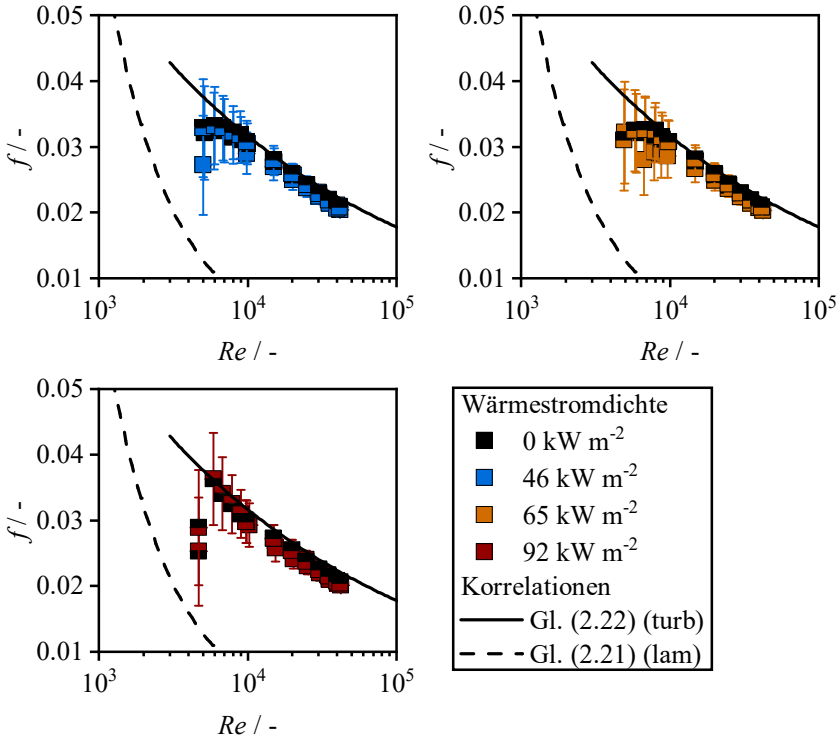 0.05
0.04
0.03
0.02
0.01
f / -
10³
10⁴
10⁵
Re / -
0.05
0.04
0.03
0.02
0.01
f / -
10³
10⁴
10⁵
Re / -
0.05
0.04
0.03
0.02
0.01
f / -
10³
10⁴
10⁵
Re / -
Wärmestromdichte
0 kW m⁻²
46 kW m⁻²
65 kW m⁻²
92 kW m⁻²
Korrelationen
Gl. (2.22) (turb)
Gl. (2.21) (lam)